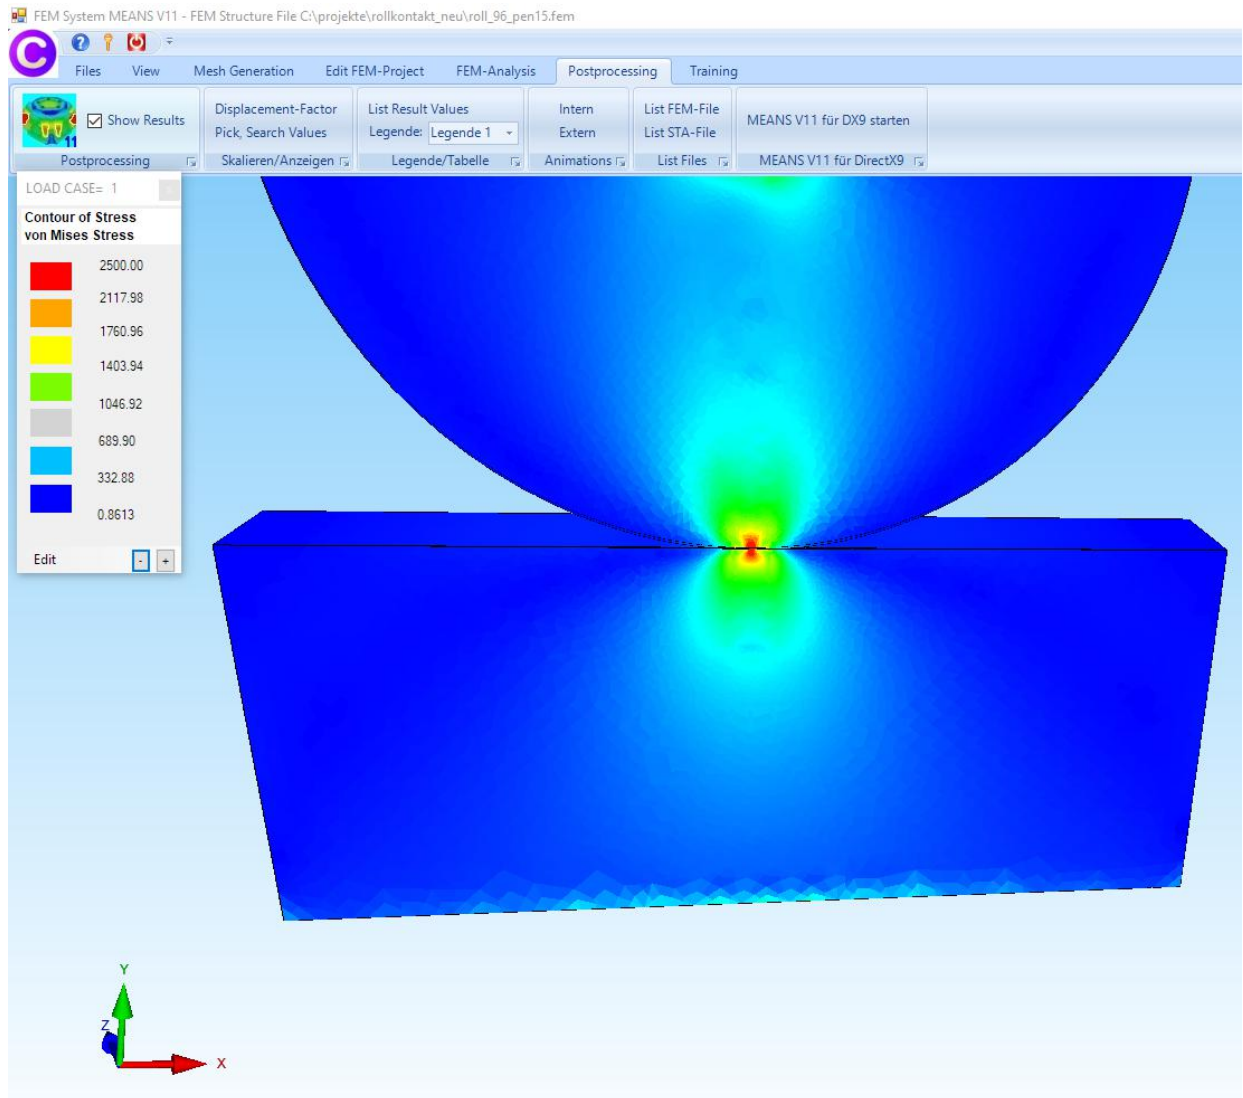 FEM System MEANS V11 - FEM Structure File C:\projekte\rollkontakt_neu\roll_96_pen15.fem
Files View Mesh Generation Edit FEM-Project FEM-Analysis Postprocessing Training
11
Show Results
Postprocessing
Displacement-Factor
Pick, Search Values
Skalieren/Anzeigen
List Result Values
Legende: Legende 1
Legende/Tabelle
Intern
Extern
Animations
List FEM-File
List STA-File
List Files
MEANS V11 für DX9 starten
MEANS V11 für DirectX9
LOAD CASE= 1
Contour of Stress
von Mises Stress
2500.00
2117.98
1760.96
1403.94
1046.92
689.90
332.88
0.8613
Edit - +
Y
Z
X